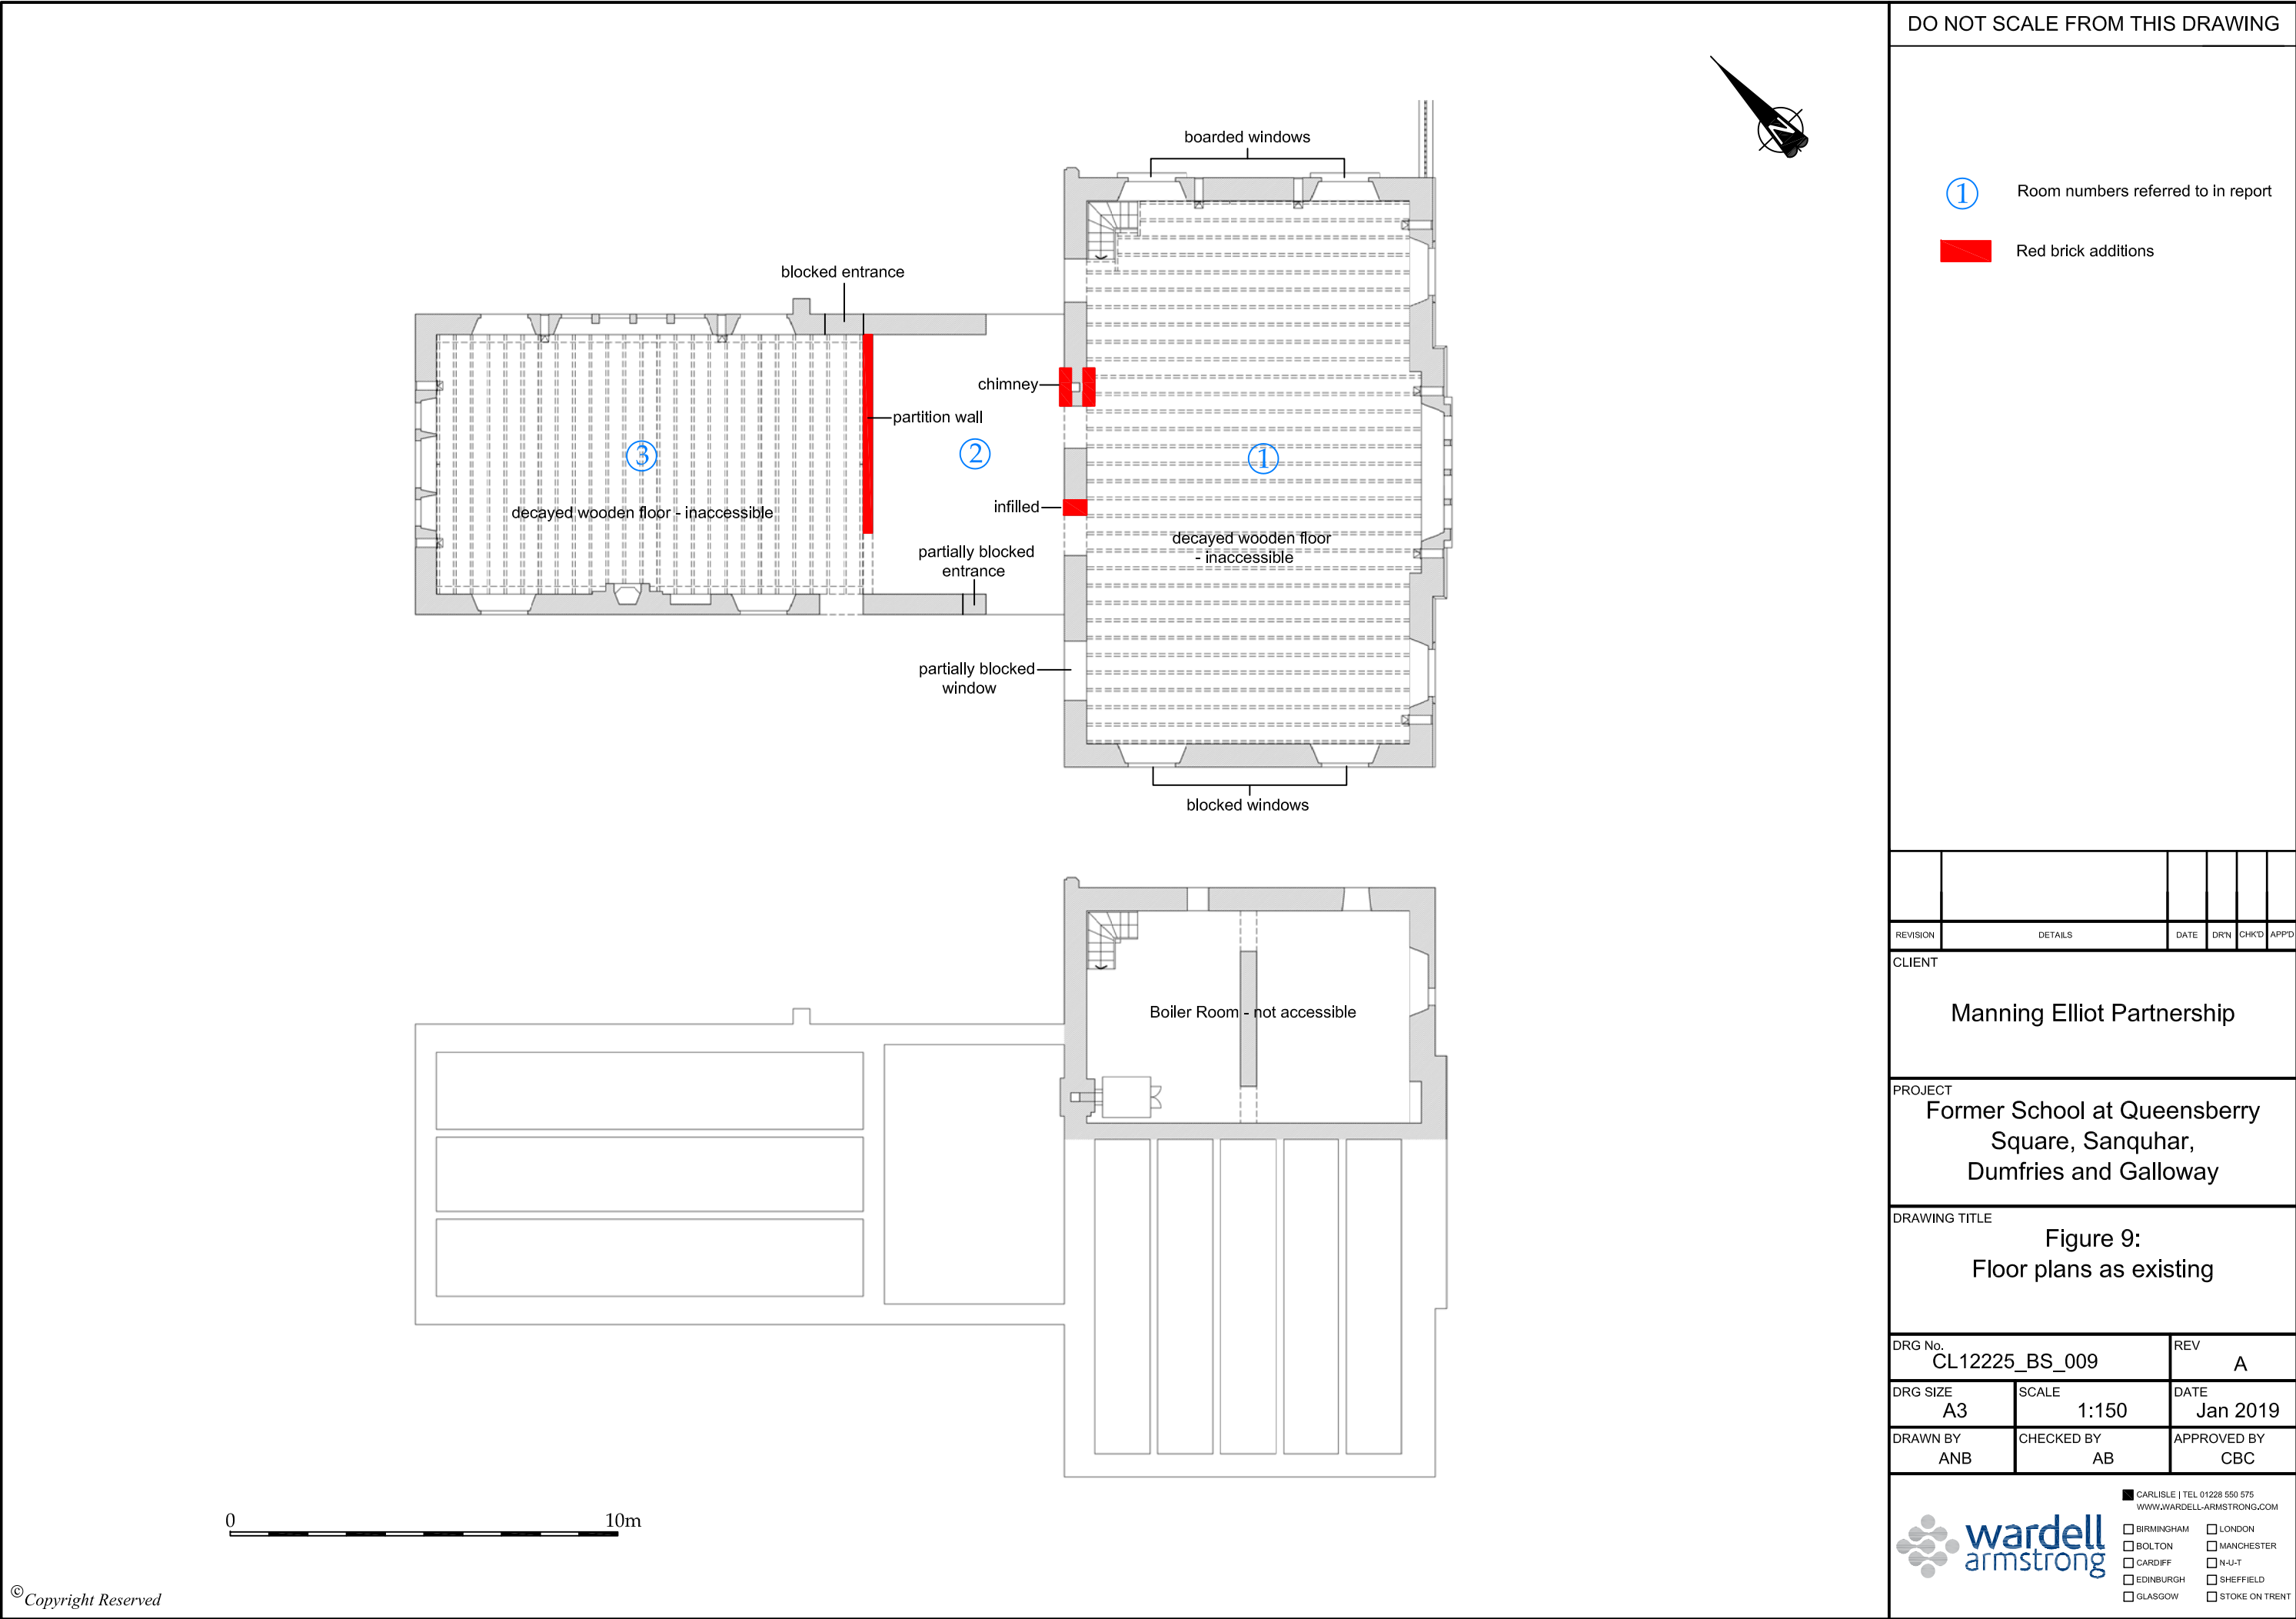 DO NOT SCALE FROM THIS DRAWING
N
1 Room numbers referred to in report
Red brick additions
boarded windows
blocked entrance
chimney
partition wall
3
2
1
infilled
decayed wooden floor - inaccessible
decayed wooden floor
- inaccessible
partially blocked
entrance
partially blocked
window
blocked windows
Boiler Room - not accessible
0 10m
© Copyright Reserved
REVISION DETAILS DATE DR'N CHK'D APP'D
CLIENT
Manning Elliot Partnership
PROJECT
Former School at Queensberry
Square, Sanquhar,
Dumfries and Galloway
DRAWING TITLE
Figure 9:
Floor plans as existing
DRG No. REV
CL12225_BS_009 A
DRG SIZE SCALE DATE
A3 1:150 Jan 2019
DRAWN BY CHECKED BY APPROVED BY
ANB AB CBC
wardell
armstrong
CARLISLE | TEL 01228 550 575
WWW.WARDELL-ARMSTRONG.COM
BIRMINGHAM LONDON
BOLTON MANCHESTER
CARDIFF N-U-T
EDINBURGH SHEFFIELD
GLASGOW STOKE ON TRENT